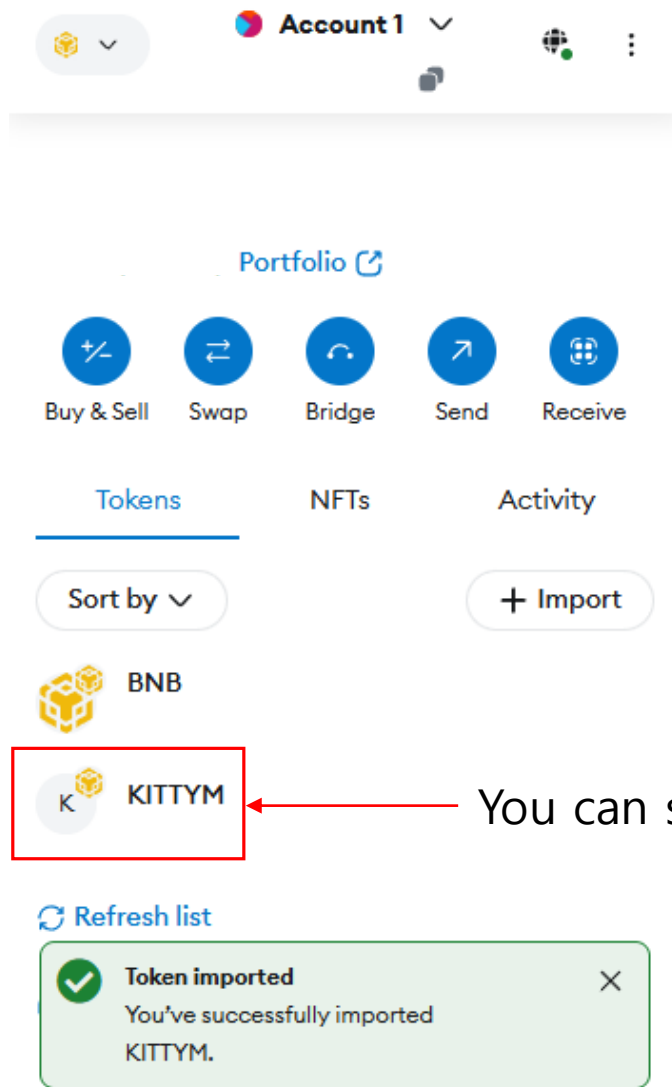 Account 1
Portfolio
Buy & Sell Swap Bridge Send Receive
Tokens NFTs Activity
Sort by + Import
BNB
K KITTYM
You can
Refresh list
Token imported
You've successfully imported
KITTYM.